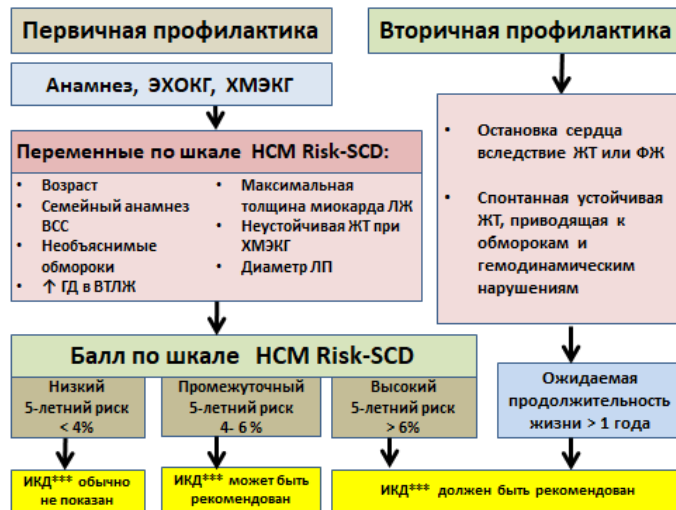 Первичная профилактика
Вторичная профилактика
Анамнез, ЭХОКГ, ХМЭКГ
Переменные по шкале HCM Risk-SCD:
• Возраст
• Семейный анамнез
ВСС
• Необъяснимые
обмороки
• ↑ ГД в ВТЛЖ
• Максимальная
толщина миокарда ЛЖ
• Неустойчивая ЖТ при
ХМЭКГ
• Диаметр ЛП
• Остановка сердца
вследствие ЖТ или ФЖ
• Спонтанная устойчивая
ЖТ, приводящая к
обморокам и
гемодинамическим
нарушениям
Балл по шкале HCM Risk-SCD
Низкий
5-летний риск
< 4%
Промежуточный
5-летний риск
4- 6 %
Высокий
5-летний риск
> 6%
Ожидаемая
продолжительность
жизни > 1 года
ИКД*** обычно
не показан
ИКД*** может быть
рекомендован
ИКД*** должен быть рекомендован